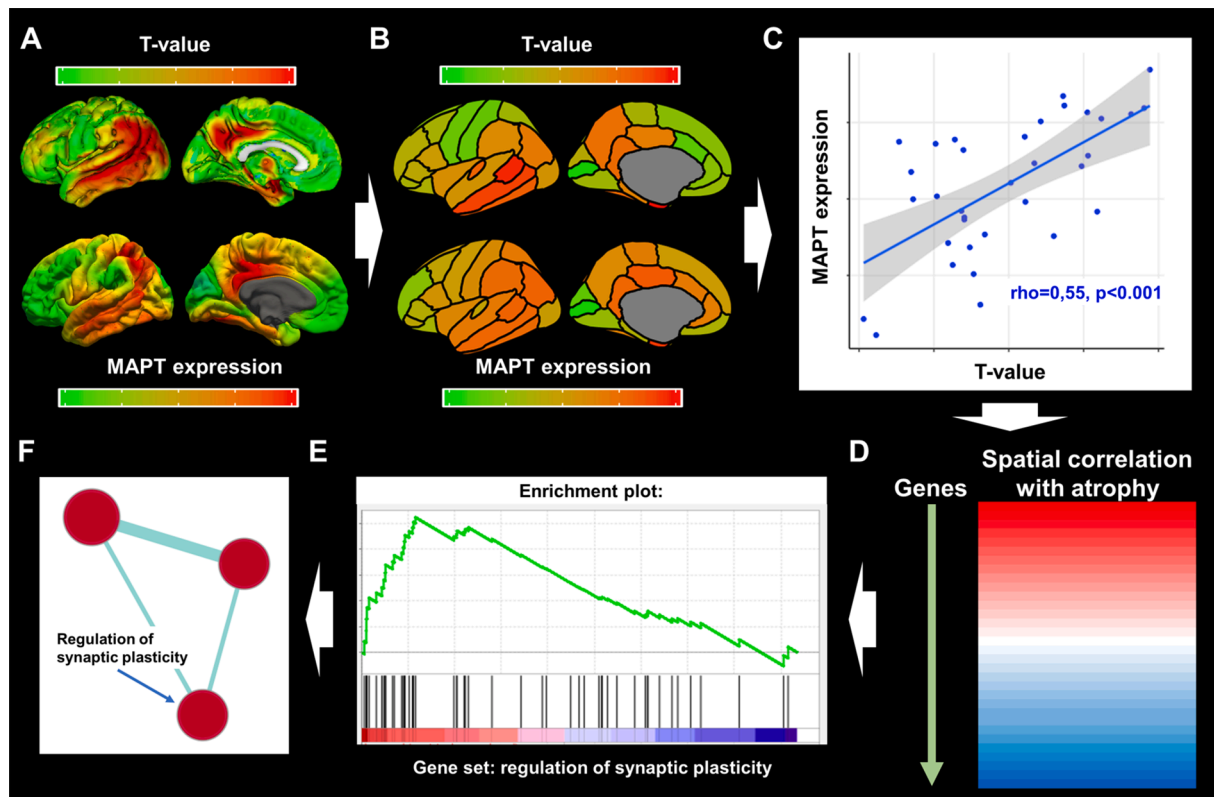 A
T-value
MAPT expression
B
T-value
MAPT expression
C
MAPT expression
rho=0,55, p<0.001
T-value
F
Regulation of
synaptic plasticity
E
Enrichment plot:
Gene set: regulation of synaptic plasticity
D
Genes
Spatial correlation
with atrophy